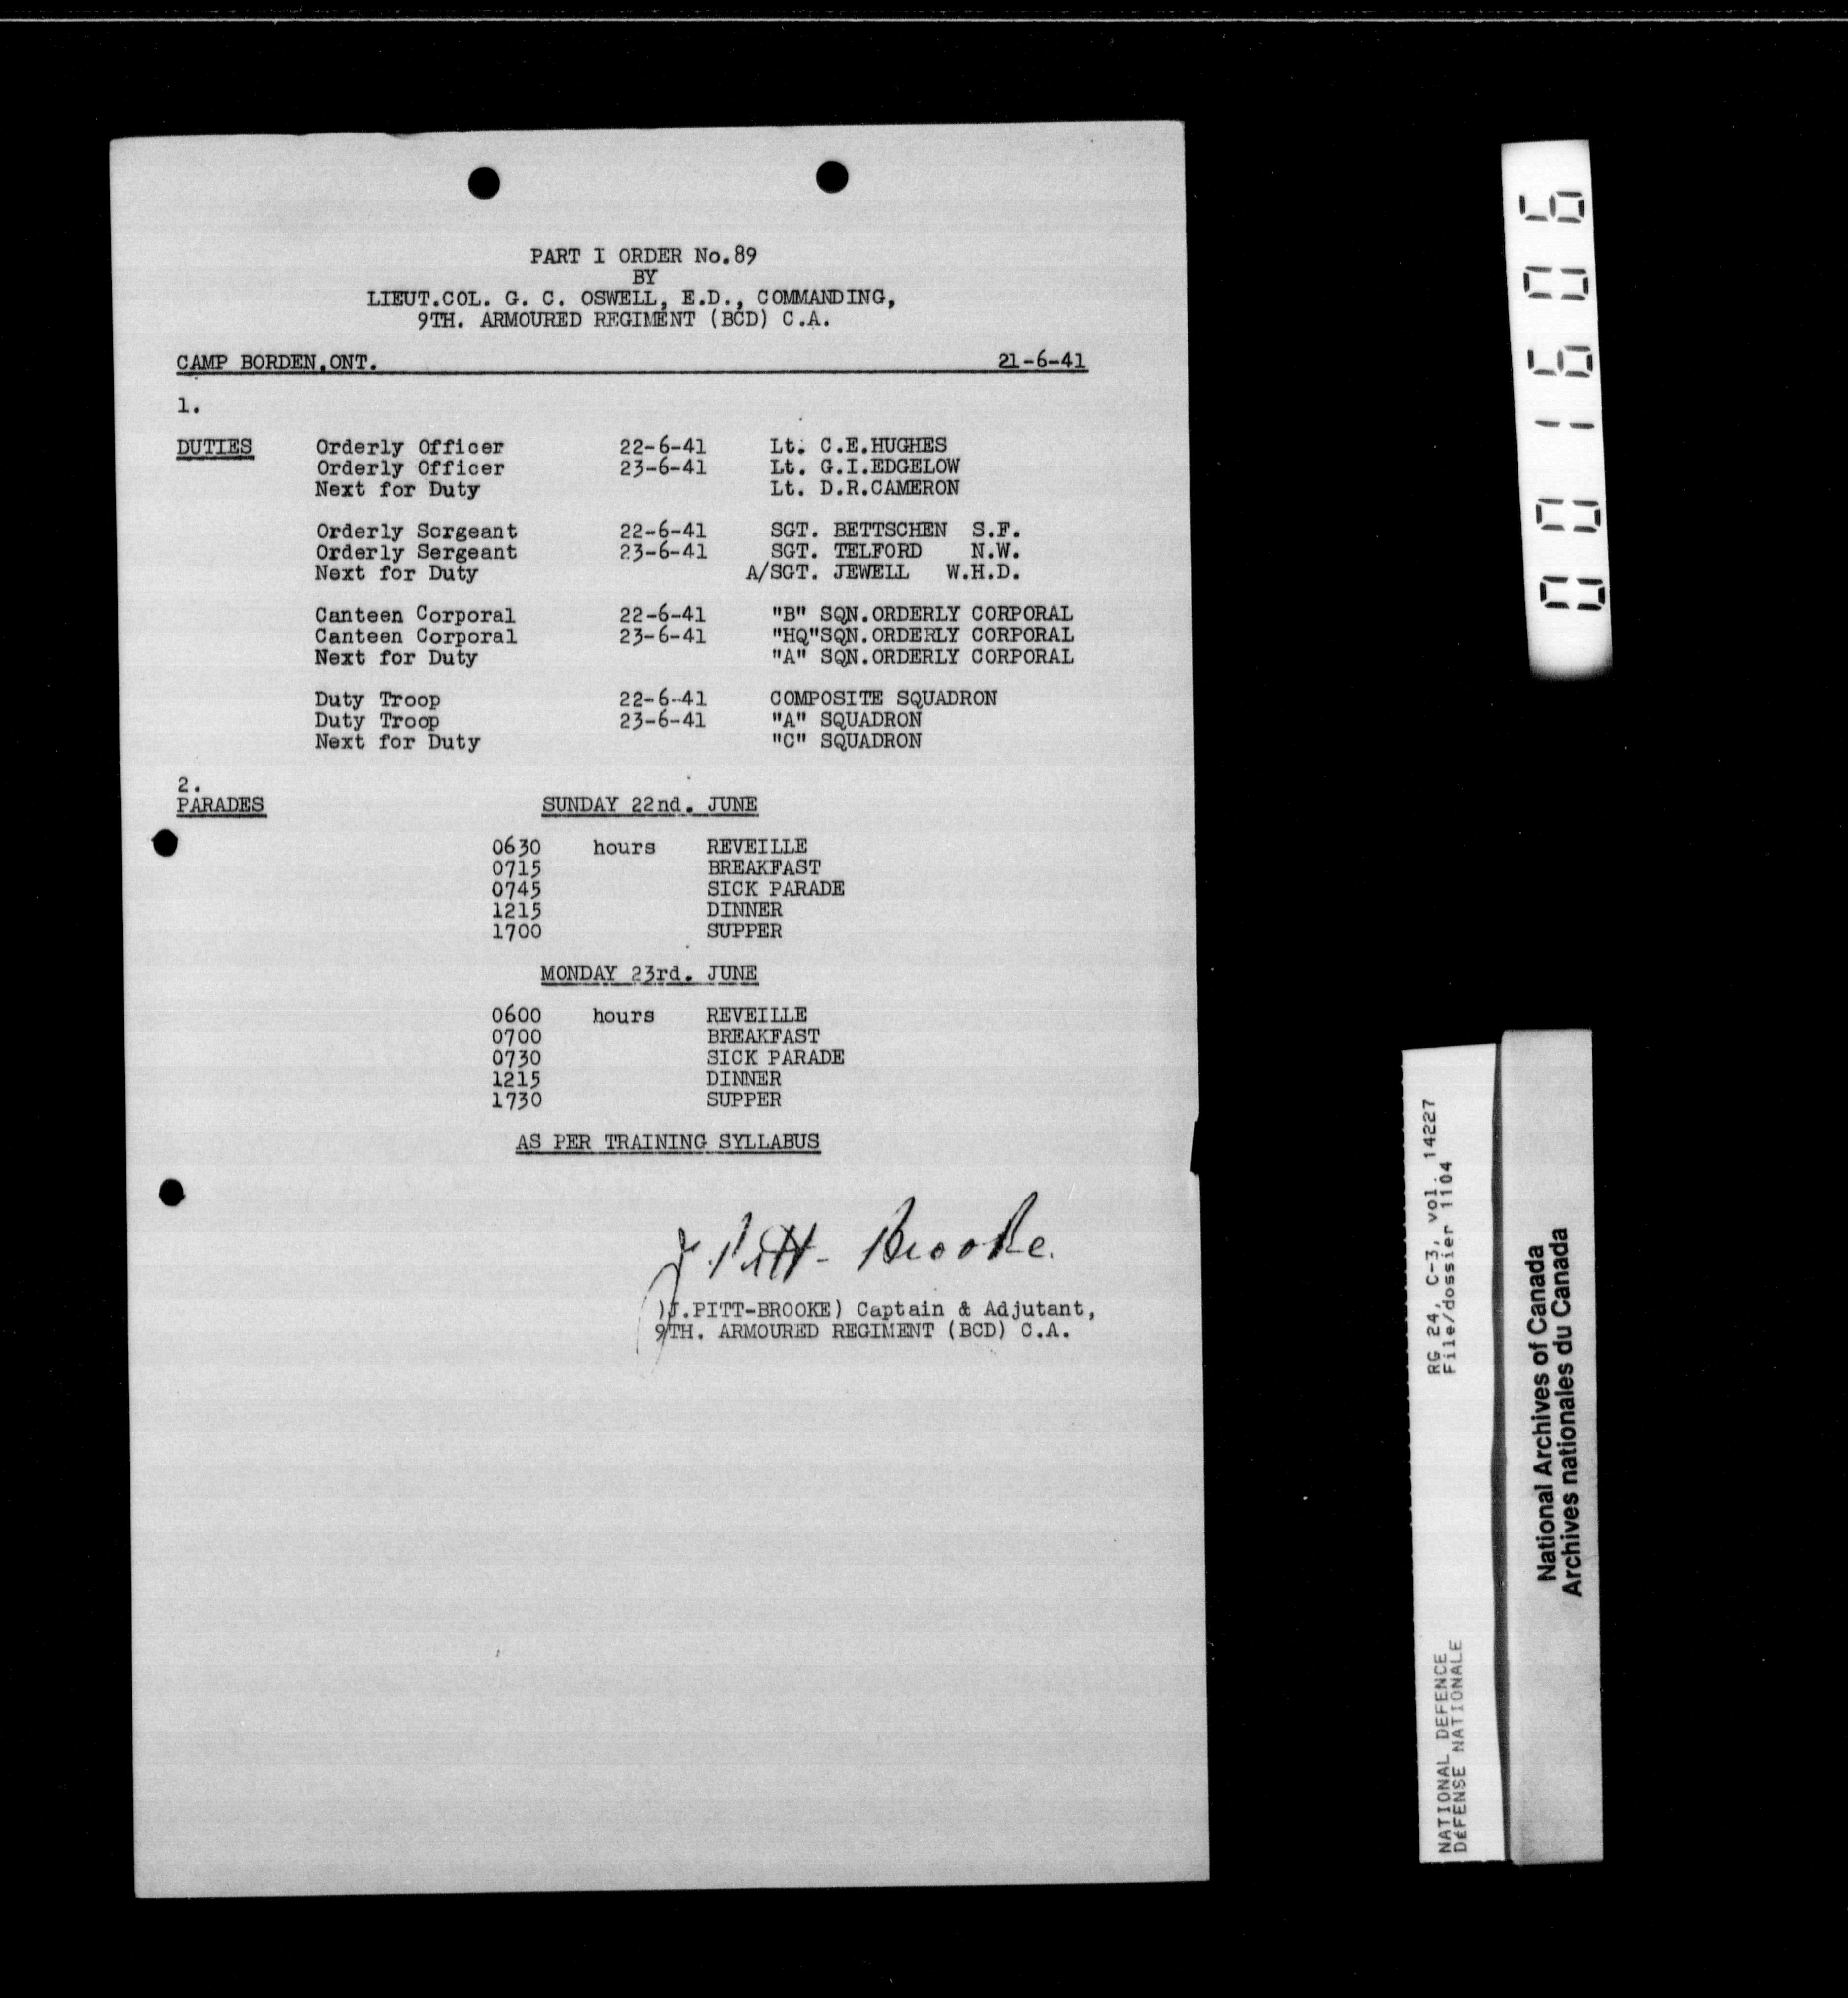 PART I ORDER No.89
BY
LIEUT.COL. G. C. OSWELL, E.D., COMMANDING,
9TH. ARMOURED REGIMENT (BCD) C.A.
CAMP BORDEN,ONT. 21-6-41
1.
DUTIES Orderly Officer 22-6-41 Lt. C.E.HUGHES
Orderly Officer 23-6-41 Lt. G.I.EDGELOW
Next for Duty Lt. D.R.CAMERON
Orderly Sorgeant 22-6-41 SGT. BETTSCHEN S.F.
Orderly Sergeant 23-6-41 SGT. TELFORD N.W.
Next for Duty A/SGT. JEWELL W.H.D.
Canteen Corporal 22-6-41 "B" SQN.ORDERLY CORPORAL
Canteen Corporal 23-6-41 "HQ"SQN.ORDERLY CORPORAL
Next for Duty "A" SQN.ORDERLY CORPORAL
Duty Troop 22-6-41 COMPOSITE SQUADRON
Duty Troop 23-6-41 "A" SQUADRON
Next for Duty "C" SQUADRON
2.
PARADES SUNDAY 22nd. JUNE
0630 hours REVEILLE
0715 BREAKFAST
0745 SICK PARADE
1215 DINNER
1700 SUPPER
MONDAY 23rd. JUNE
0600 hours REVEILLE
0700 BREAKFAST
0730 SICK PARADE
1215 DINNER
1730 SUPPER
AS PER TRAINING SYLLABUS
J. Pitt-Brooke.
)J.PITT-BROOKE) Captain & Adjutant,
9TH. ARMOURED REGIMENT (BCD) C.A.
001606
NATIONAL DEFENCE RG 24, C-3, vol. 14227
DÉFENSE NATIONALE File/dossier 1104
National Archives of Canada
Archives nationales du Canada